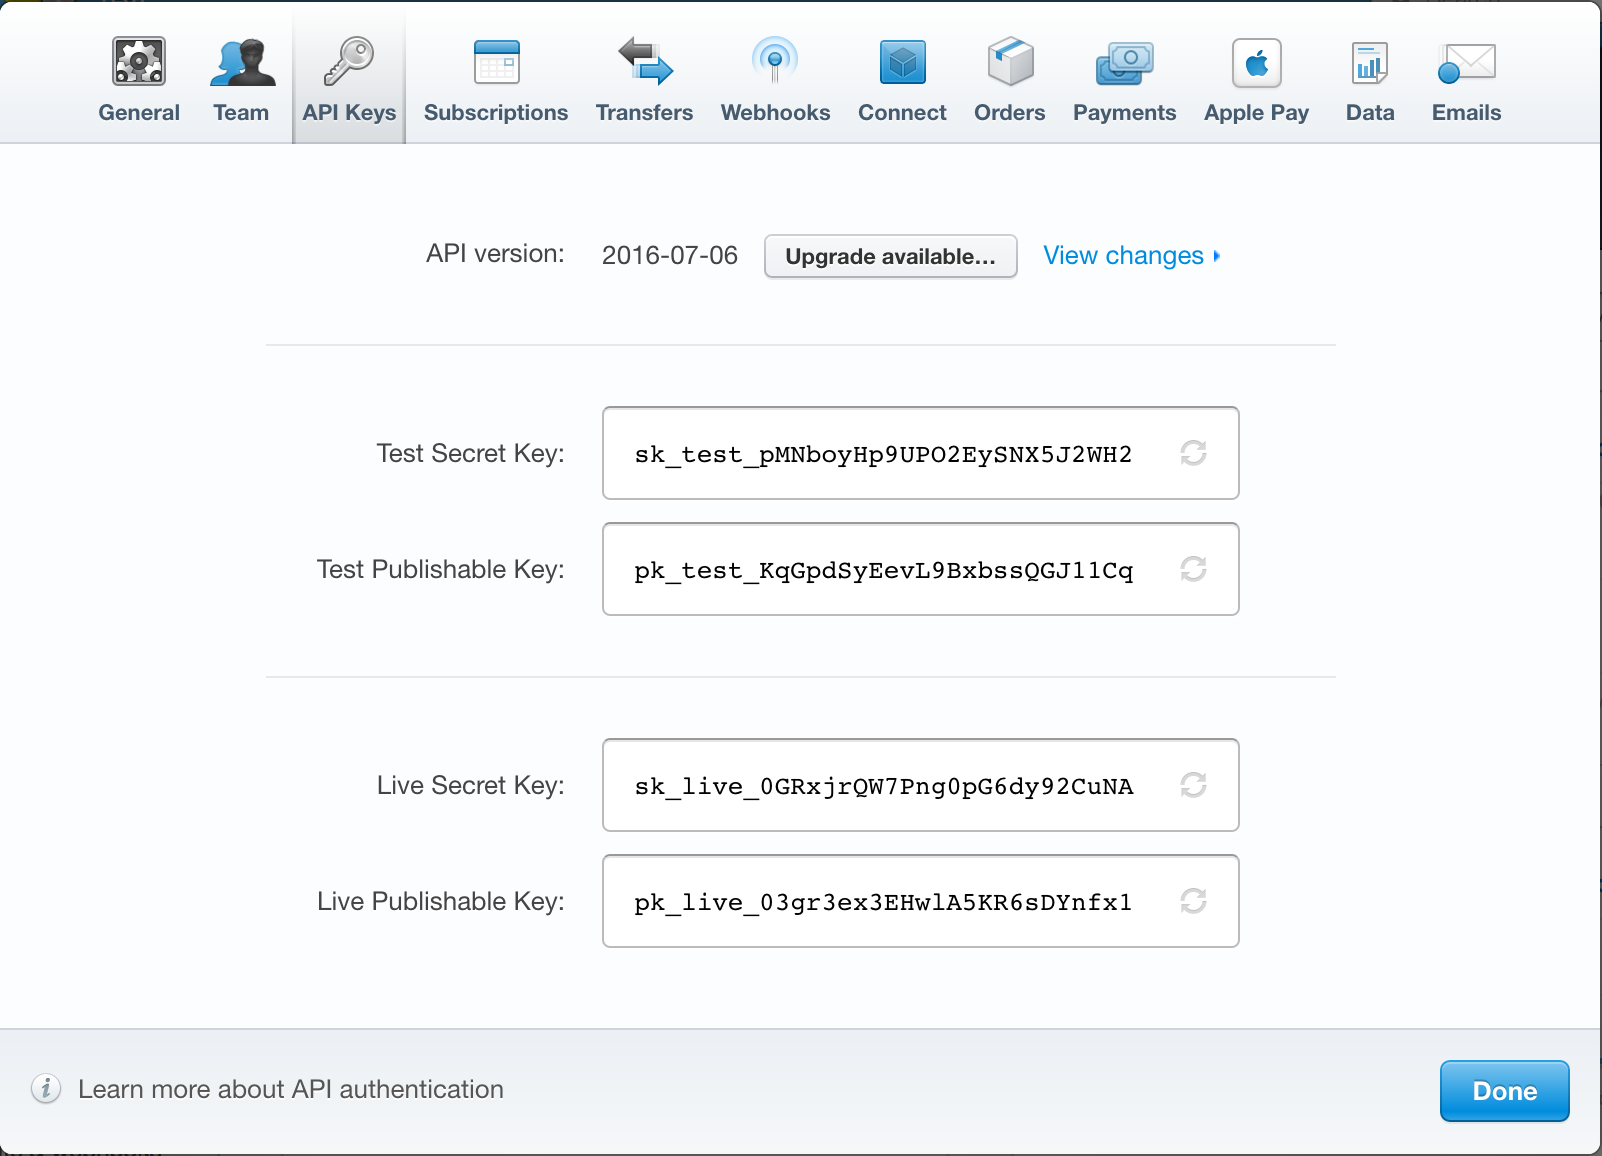 General
Team
API Keys
Subscriptions
Transfers
Webhooks
Connect
Orders
Payments
Apple Pay
Data
Emails
API version: 2016-07-06 Upgrade available... View changes
Test Secret Key: sk_test_pMNboyHp9UPO2EySNX5J2WH2
Test Publishable Key: pk_test_KqGpdSyEevL9BxbssQGJ11Cq
Live Secret Key: sk_live_0GRxjrQW7Png0pG6dy92CuNA
Live Publishable Key: pk_live_03gr3ex3EHwlA5KR6sDYnfx1
Learn more about API authentication
Done